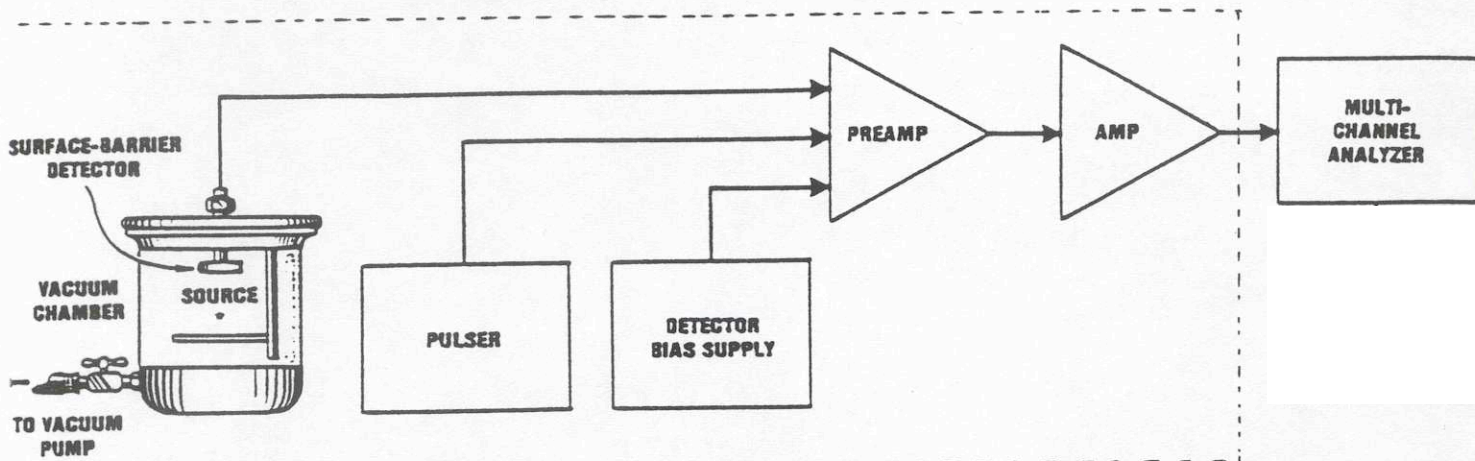 SURFACE-BARRIER
DETECTOR
VACUUM
CHAMBER
SOURCE
TO VACUUM
PUMP
PULSER
DETECTOR
BIAS SUPPLY
PREAMP
AMP
MULTI-
CHANNEL
ANALYZER